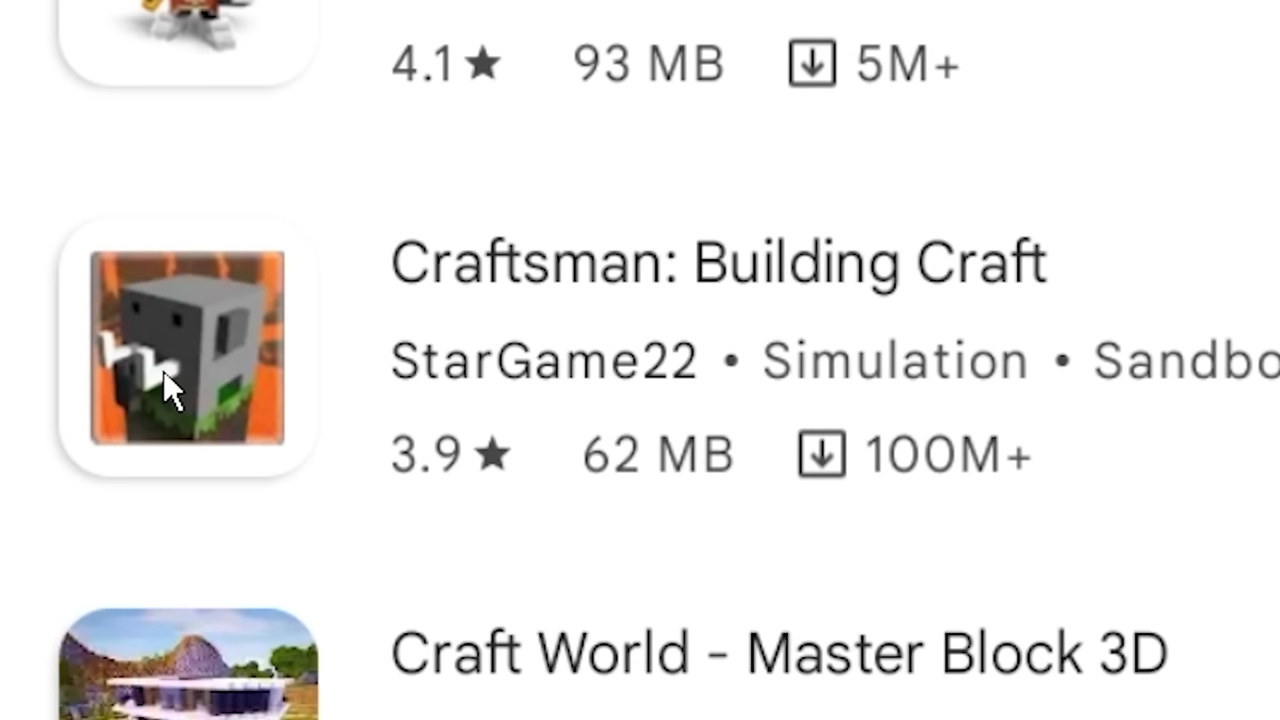 4.1★ 93 MB 5M+
Craftsman: Building Craft
StarGame22 • Simulation • Sandbo
3.9★ 62 MB 100M+
Craft World - Master Block 3D